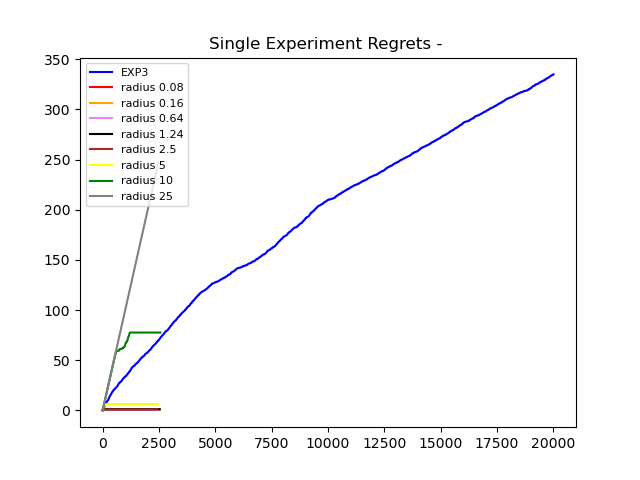 Single Experiment Regrets -
350
300
250
200
150
100
50
0
EXP3
radius 0.08
radius 0.16
radius 0.64
radius 1.24
radius 2.5
radius 5
radius 10
radius 25
0 2500 5000 7500 10000 12500 15000 17500 20000